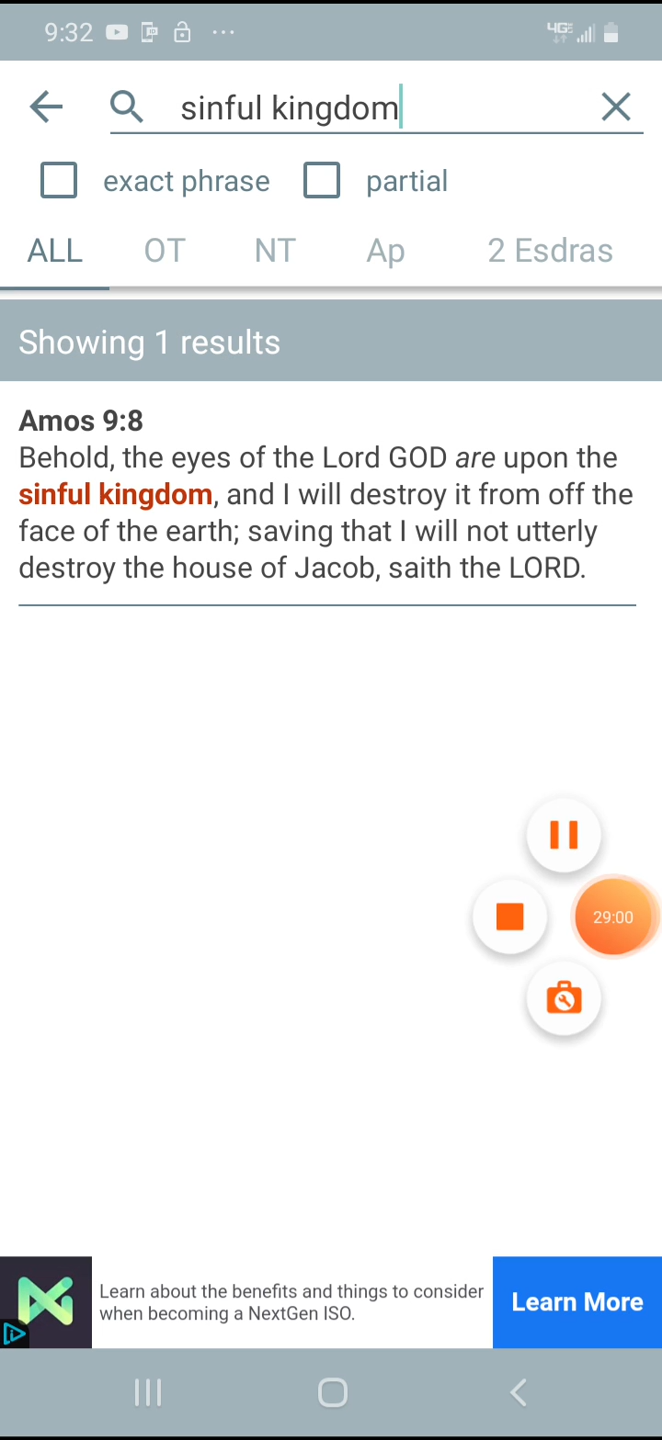 9:32
4GE
sinful kingdom
exact phrase partial
ALL OT NT Ap 2 Esdras
Showing 1 results
Amos 9:8
Behold, the eyes of the Lord GOD are upon the
sinful kingdom, and I will destroy it from off the
face of the earth; saving that I will not utterly
destroy the house of Jacob, saith the LORD.
29:00
Learn about the benefits and things to consider
when becoming a NextGen ISO.
Learn More